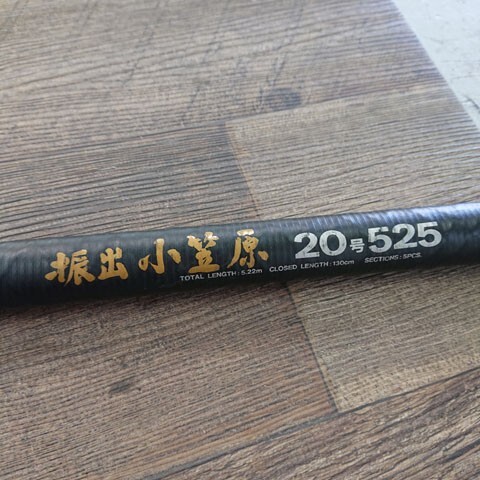 振出小笠原 20号525
TOTAL LENGTH:5.22m CLOSED LENGTH:130cm SECTIONS:5PCS.